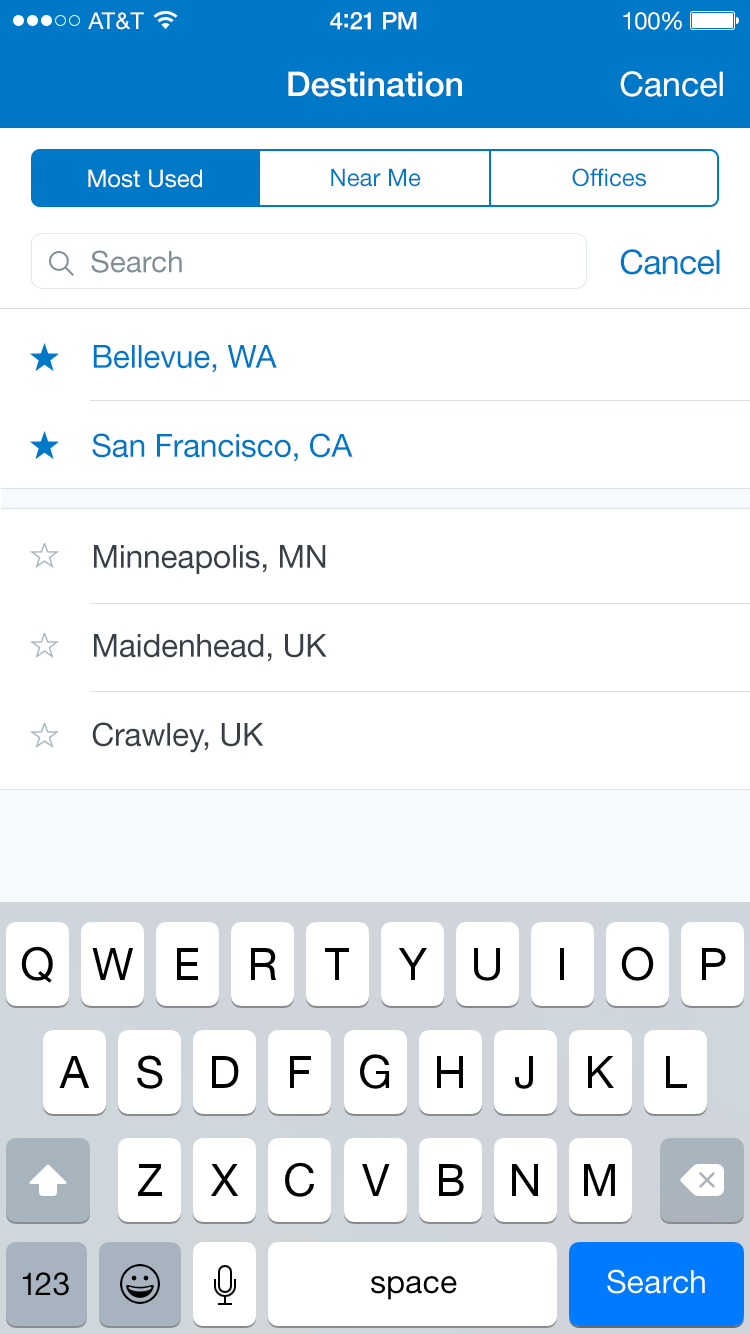 AT&T 4:21 PM 100%
Destination Cancel
Most Used Near Me Offices
Search Cancel
Bellevue, WA
San Francisco, CA
Minneapolis, MN
Maidenhead, UK
Crawley, UK
Q W E R T Y U I O P
A S D F G H J K L
Z X C V B N M
123 space Search